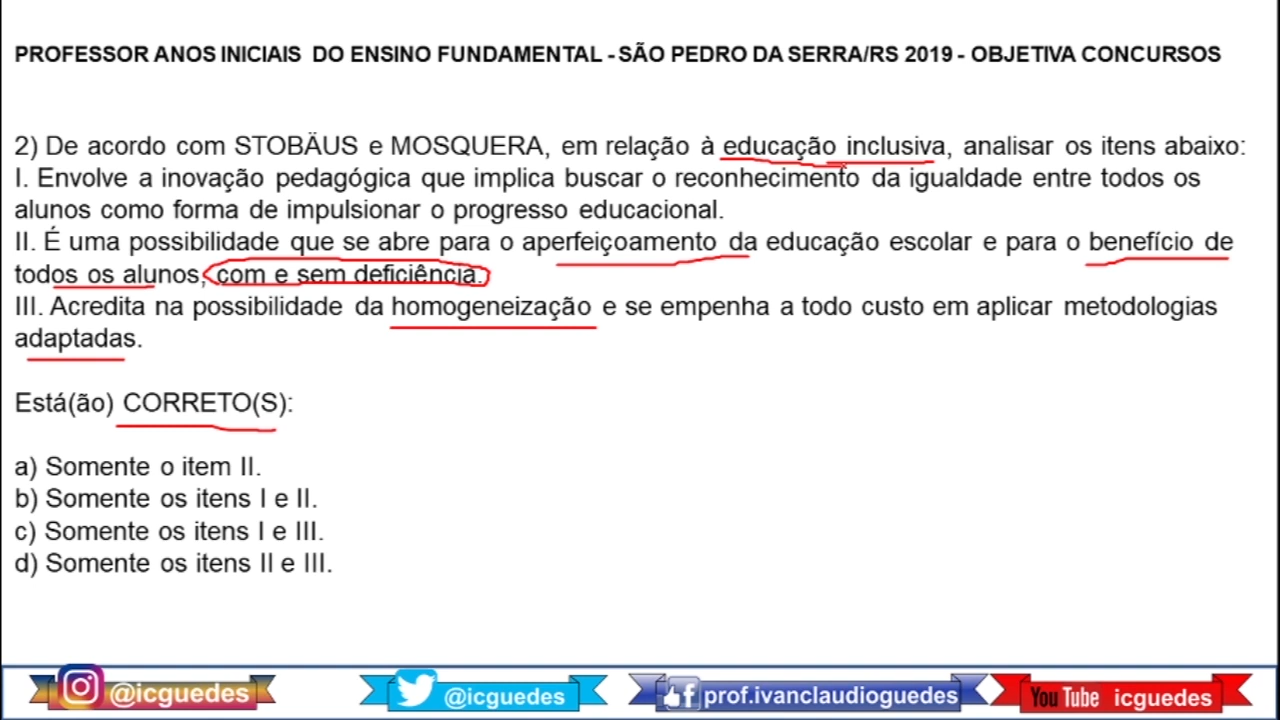 PROFESSOR ANOS INICIAIS DO ENSINO FUNDAMENTAL - SÃO PEDRO DA SERRA/RS 2019 - OBJETIVA CONCURSOS
2) De acordo com STOBÄUS e MOSQUERA, em relação à educação inclusiva, analisar os itens abaixo:
I. Envolve a inovação pedagógica que implica buscar o reconhecimento da igualdade entre todos os
alunos como forma de impulsionar o progresso educacional.
II. É uma possibilidade que se abre para o aperfeiçoamento da educação escolar e para o benefício de
todos os alunos, com e sem deficiência.
III. Acredita na possibilidade da homogeneização e se empenha a todo custo em aplicar metodologias
adaptadas.
Está(ão) CORRETO(S):
a) Somente o item II.
b) Somente os itens I e II.
c) Somente os itens I e III.
d) Somente os itens II e III.
@icguedes @icguedes f prof.ivanclaudioguedes You Tube icguedes